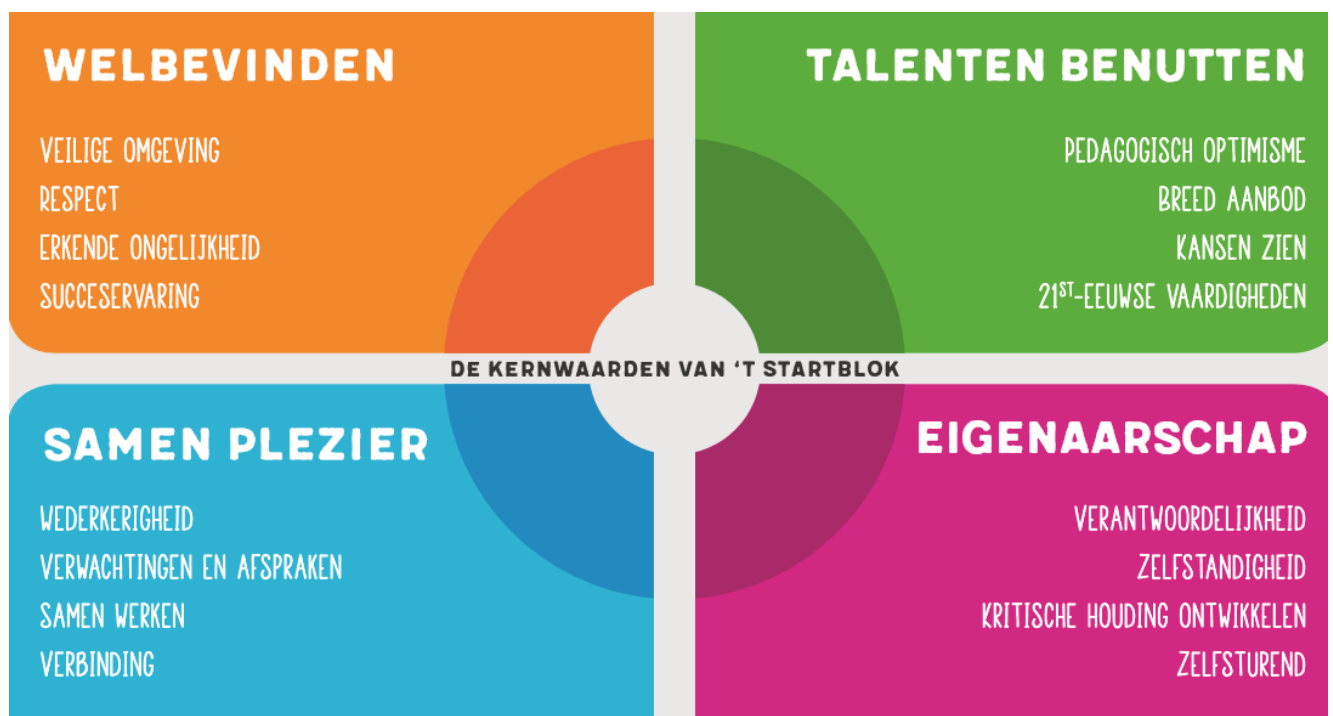 WELBEVINDEN
VEILIGE OMGEVING
RESPECT
ERKENDE ONGELIJKHEID
SUCCESERVARING
TALENTEN BENUTTEN
PEDAGOGISCH OPTIMISME
BREED AANBOD
KANSEN ZIEN
21ST-EEUWSE VAARDIGHEDEN
DE KERNWAARDEN VAN ‘T STARTBLOK
SAMEN PLEZIER
WEDERKERIGHEID
VERWACHTINGEN EN AFSPRAKEN
SAMEN WERKEN
VERBINDING
EIGENAARSCHAP
VERANTWOORDELIJKHEID
ZELFSTANDIGHEID
KRITISCHE HOUDING ONTWIKKELEN
ZELFSTUREND